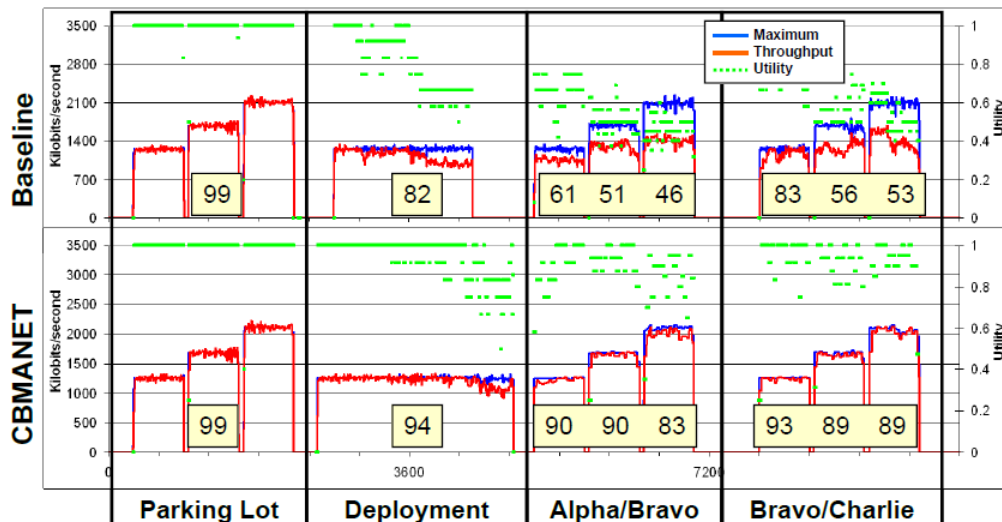 Baseline
Kilobits/second
3500
2800
2100
1400
700
0
Maximum
Throughput
Utility
1
0.8
0.6
0.4
0.2
0
Utility
99
82
61 51 46
83 56 53
CBMANET
Kilobits/second
3500
3000
2500
2000
1500
1000
500
0
1
0.8
0.6
0.4
0.2
0
Utility
99
94
90 90 83
93 89 89
0 3600 7200
Parking Lot Deployment Alpha/Bravo Bravo/Charlie